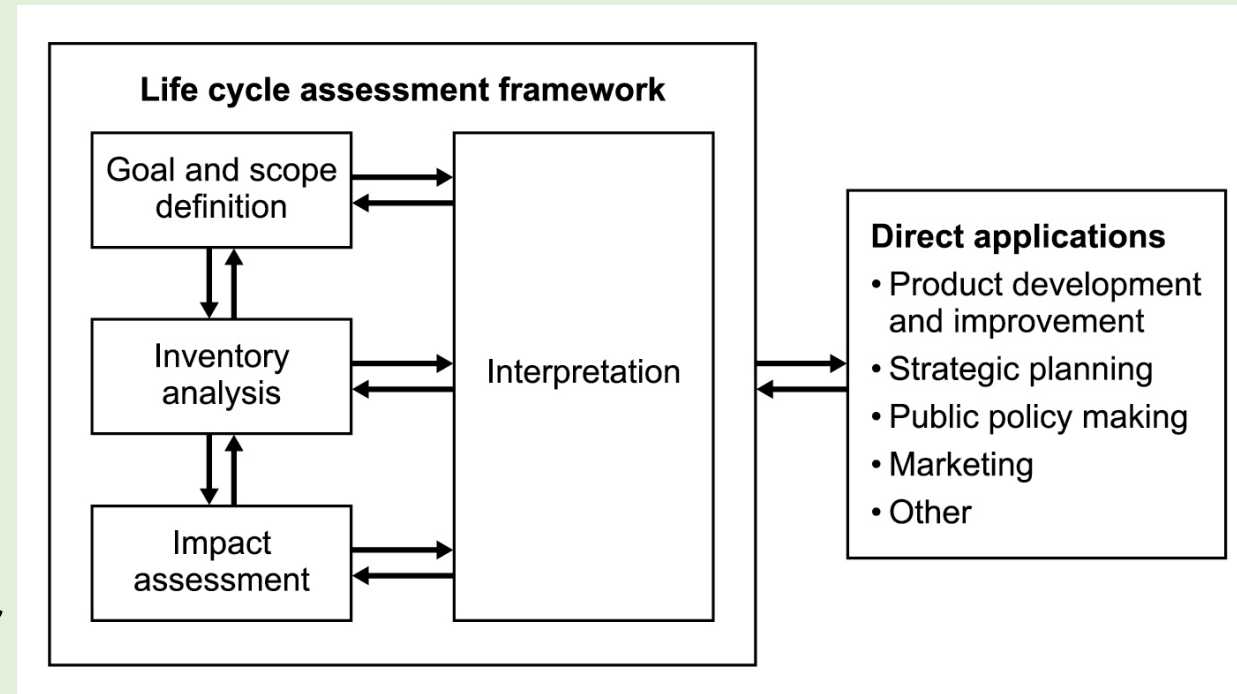 Life cycle assessment framework
Goal and scope
definition
Inventory
analysis
Impact
assessment
Interpretation
Direct applications
• Product development
and improvement
• Strategic planning
• Public policy making
• Marketing
• Other